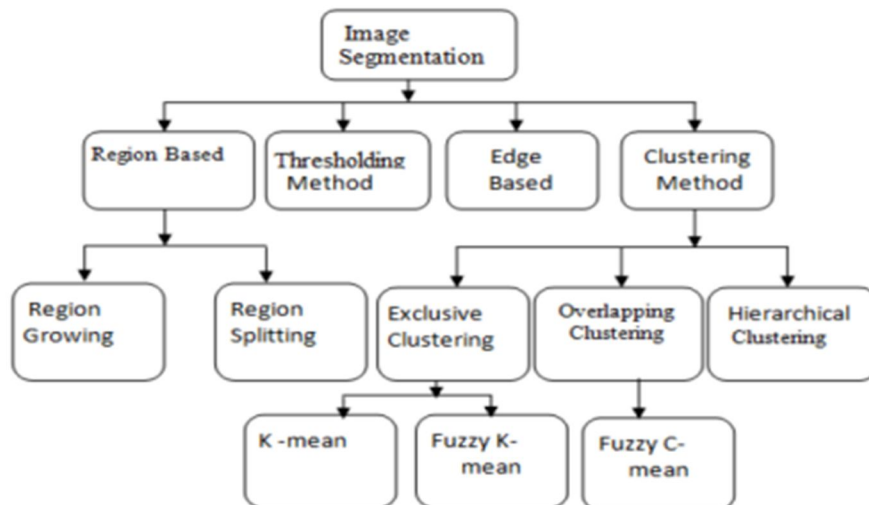 Image
Segmentation
Region Based
Thresholding
Method
Edge
Based
Clustering
Method
Region
Growing
Region
Splitting
Exclusive
Clustering
Overlapping
Clustering
Hierarchical
Clustering
K -mean
Fuzzy K-
mean
Fuzzy C-
mean